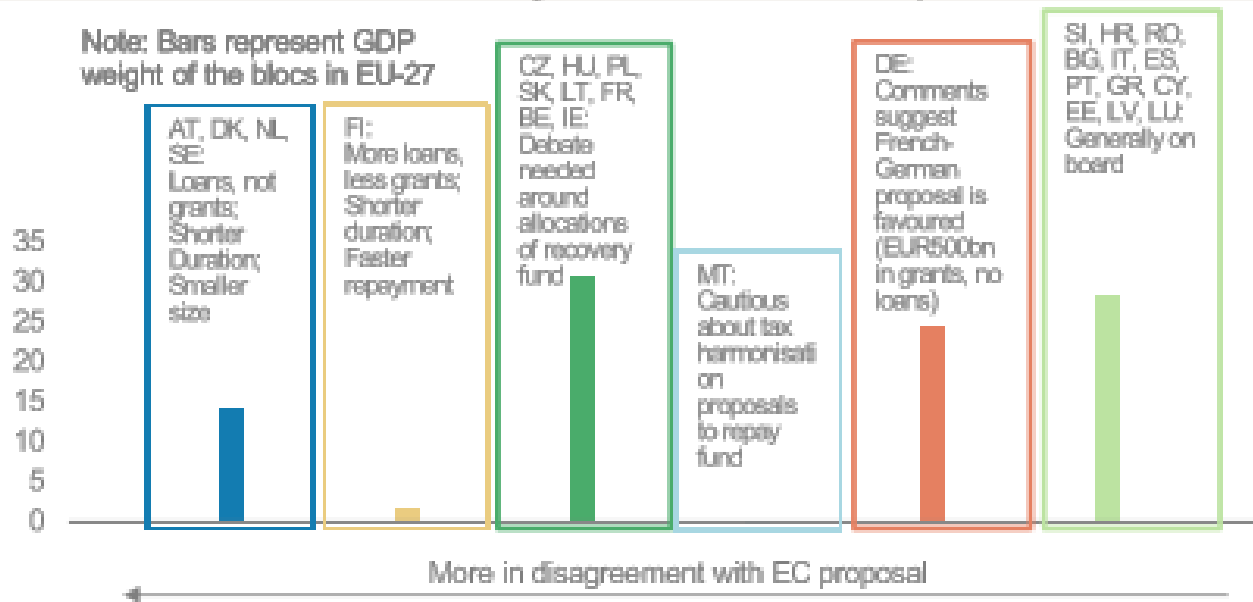 Note: Bars represent GDP
weight of the blocs in EU-27
AT, DK, NL,
SE:
Loans, not
grants;
Shorter
Duration;
Smaller
size
FI:
More loans,
less grants;
Shorter
duration;
Faster
repayment
CZ, HU, PL,
SK, LT, FR,
BE, IE:
Debate
needed
around
allocations
of recovery
fund
MT:
Cautious
about tax
harmonisati
on
proposals
to repay
fund
DE:
Comments
suggest
French-
German
proposal is
favoured
(EUR500bn
in grants, no
loans)
SI, HR, RO,
BG, IT, ES,
PT, GR, CY,
EE, LV, LU:
Generally on
board
35
30
25
20
15
10
5
0
More in disagreement with EC proposal